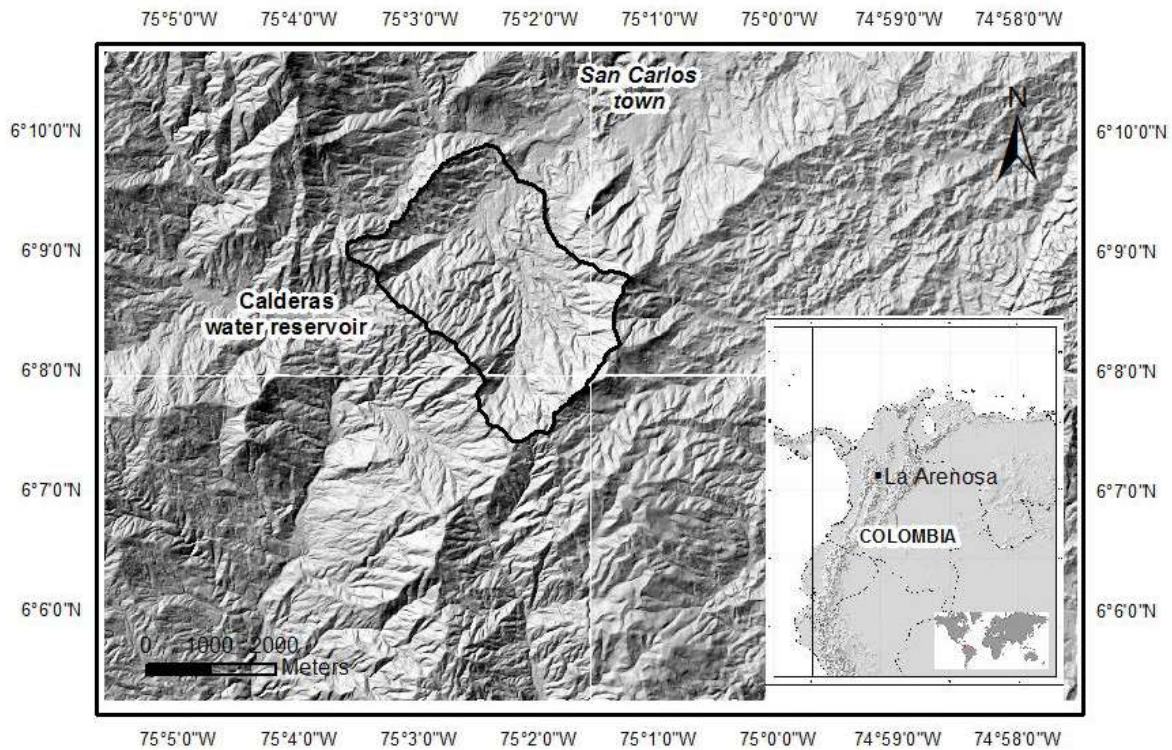 75°5'0"W 75°4'0"W 75°3'0"W 75°2'0"W 75°1'0"W 75°0'0"W 74°59'0"W 74°58'0"W
San Carlos
town
N
6°10'0"N 6°10'0"N
6°9'0"N 6°9'0"N
Calderas
water reservoir
6°8'0"N 6°8'0"N
La Arenosa
6°7'0"N 6°7'0"N
COLOMBIA
6°6'0"N 6°6'0"N
0 1000 2000
Meters
75°5'0"W 75°4'0"W 75°3'0"W 75°2'0"W 75°1'0"W 75°0'0"W 74°59'0"W 74°58'0"W